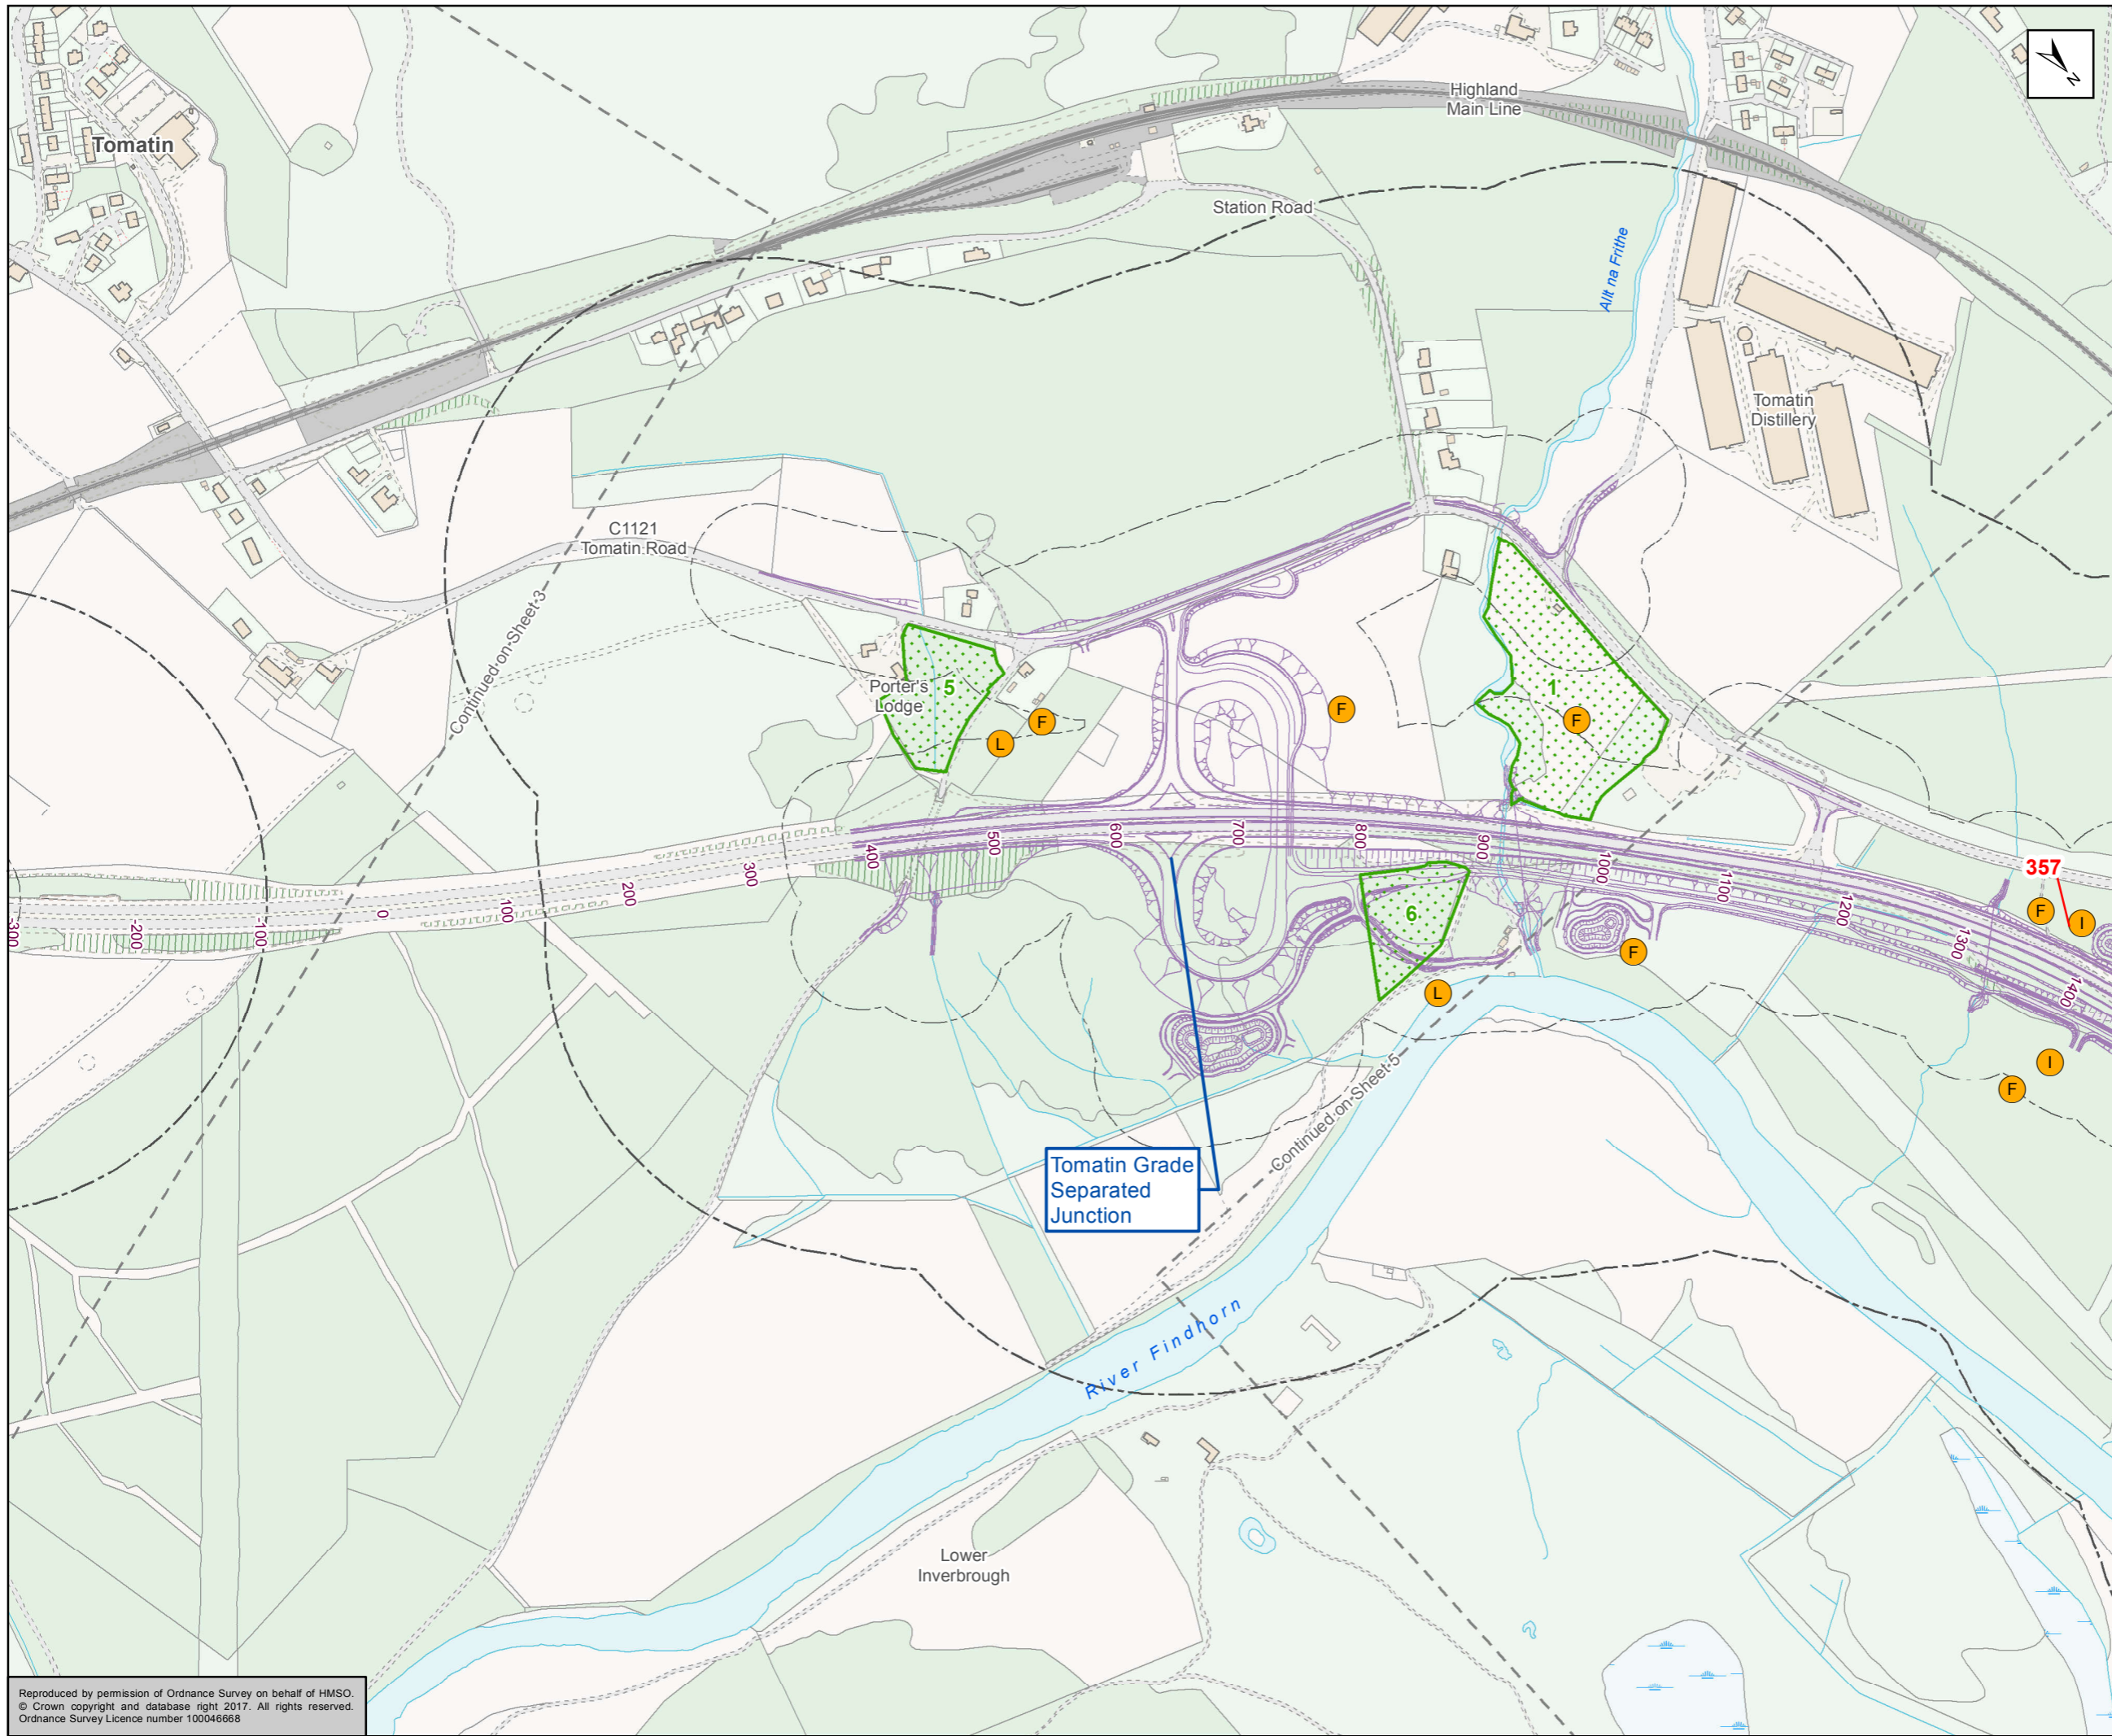 Tomatin
Highland
Main Line
N
Station Road
Allt na Frithe
Tomatin
Distillery
C1121
Tomatin Road
Continued on Sheet 3
Porter's
Lodge
5
F
L
F
1
F
-300
-200
-100
0
100
200
300
400
500
600
700
800
900
1000
1100
1200
1300
1400
357
F
I
6
F
L
I
F
Continued on Sheet 5
Tomatin Grade
Separated
Junction
River Findhorn
Lower
Inverbrough
Reproduced by permission of Ordnance Survey on behalf of HMSO.
© Crown copyright and database right 2017. All rights reserved.
Ordnance Survey Licence number 100046668